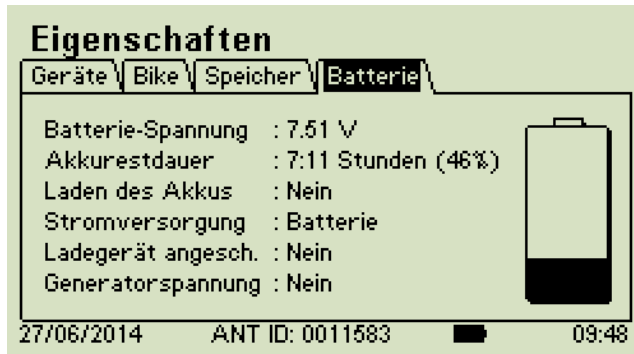 Eigenschaften
Geräte Bike Speicher Batterie
Batterie-Spannung : 7.51 V
Akkurestdauer : 7:11 Stunden (46%)
Laden des Akkus : Nein
Stromversorgung : Batterie
Ladegerät angesch. : Nein
Generatorspannung : Nein
27/06/2014 ANT ID: 0011583 09:48